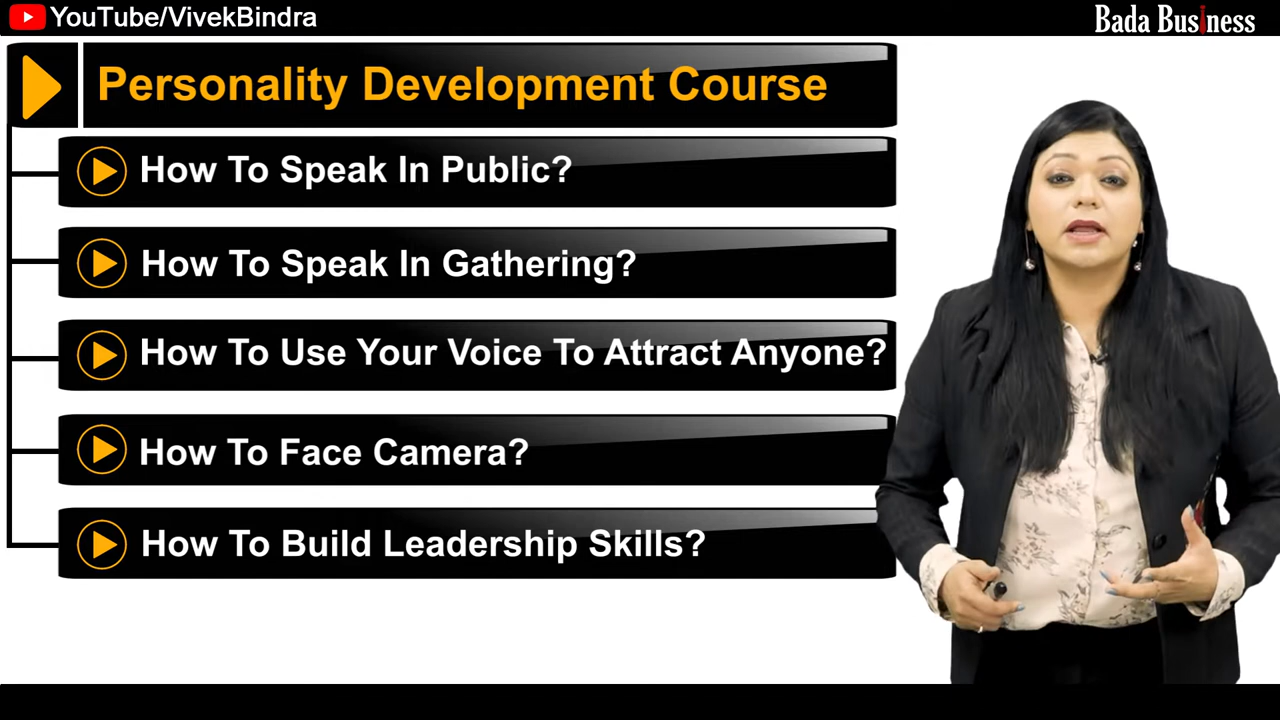 YouTube/VivekBindra
Bada Business
Personality Development Course
How To Speak In Public?
How To Speak In Gathering?
How To Use Your Voice To Attract Anyone?
How To Face Camera?
How To Build Leadership Skills?